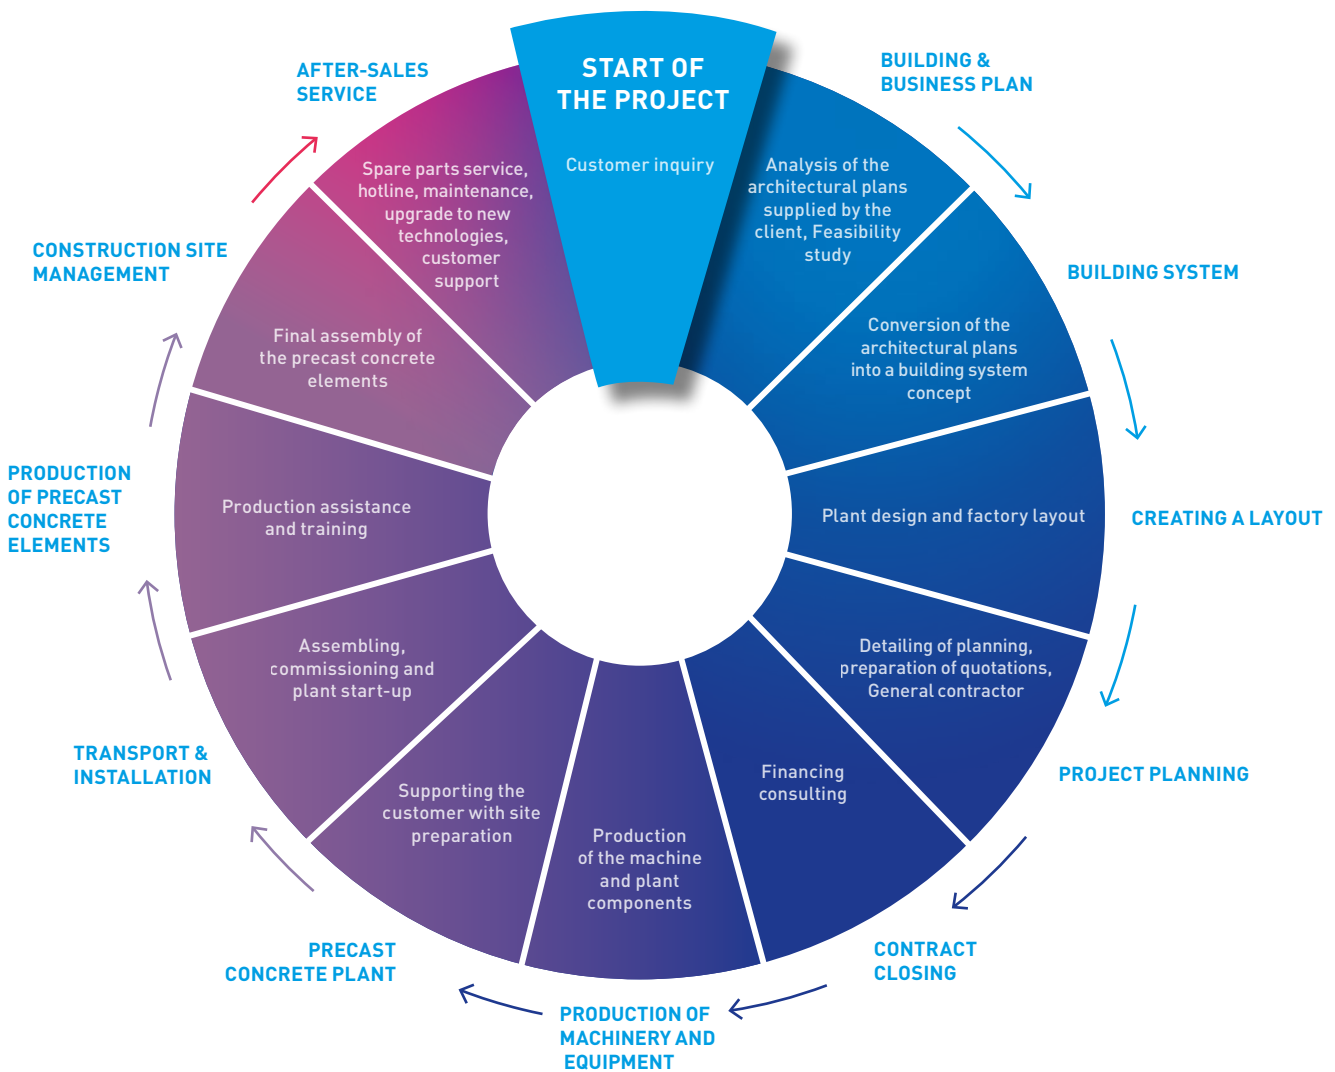 START OF
THE PROJECT
Customer inquiry
BUILDING &
BUSINESS PLAN
Analysis of the
architectural plans
supplied by the
client, Feasibility
study
BUILDING SYSTEM
Conversion of the
architectural plans
into a building system
concept
CREATING A LAYOUT
Plant design and factory layout
PROJECT PLANNING
Detailing of planning,
preparation of quotations,
General contractor
CONTRACT
CLOSING
Financing
consulting
PRODUCTION OF
MACHINERY AND
EQUIPMENT
Production
of the machine
and plant
components
PRECAST
CONCRETE PLANT
Supporting the
customer with site
preparation
TRANSPORT &
INSTALLATION
Assembling,
commissioning and
plant start-up
PRODUCTION
OF PRECAST
CONCRETE
ELEMENTS
Production assistance
and training
CONSTRUCTION SITE
MANAGEMENT
Final assembly of
the precast concrete
elements
AFTER-SALES
SERVICE
Spare parts service,
hotline, maintenance,
upgrade to new
technologies,
customer
support